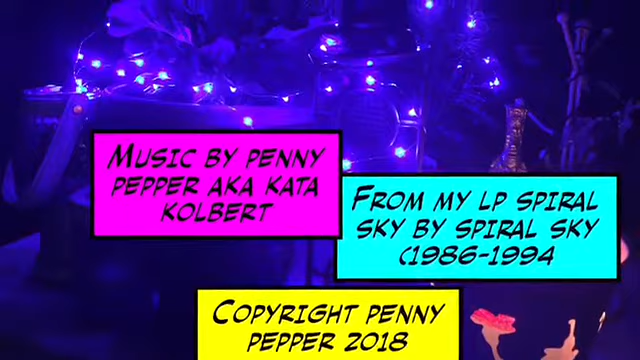 MUSIC BY PENNY
PEPPER AKA KATA
KOLBERT
FROM MY LP SPIRAL
SKY BY SPIRAL SKY
(1986-1994
COPYRIGHT PENNY
PEPPER 2018